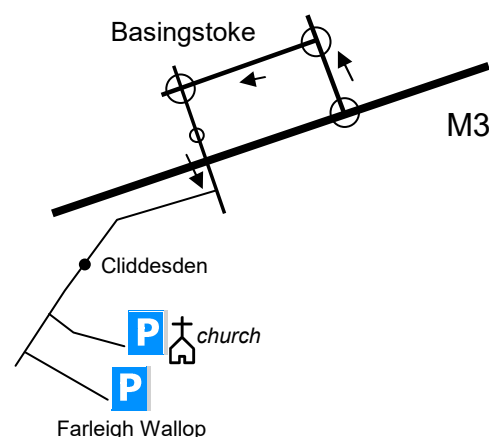 Basingstoke
M3
Cliddesden
P
church
P
Farleigh Wallop